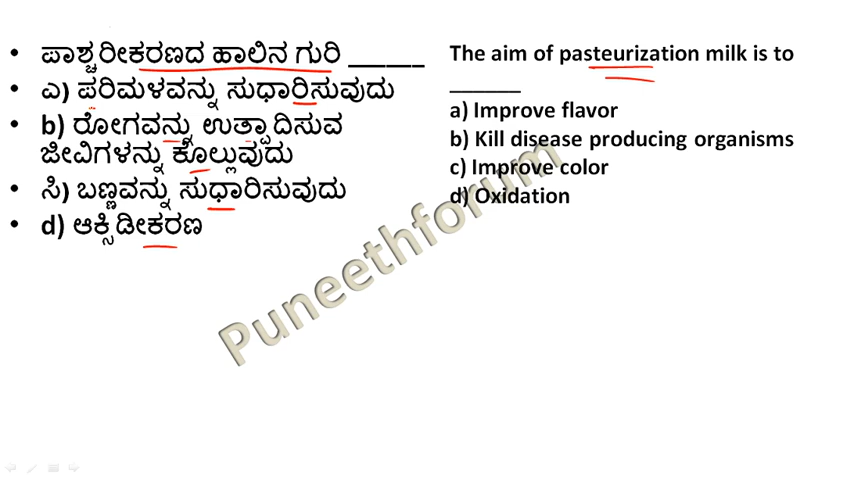 • ಪಾಶ್ಚರೀಕರಣದ ಹಾಲಿನ ಗುರಿ ______
• ಎ) ಪರಿಮಳವನ್ನು ಸುಧಾರಿಸುವುದು
• b) ರೋಗವನ್ನು ಉತ್ಪಾದಿಸುವ
ಜೀವಿಗಳನ್ನು ಕೊಲ್ಲುವುದು
• ಸಿ) ಬಣ್ಣವನ್ನು ಸುಧಾರಿಸುವುದು
• d) ಆಕ್ಸಿಡೀಕರಣ
The aim of pasteurization milk is to
______
a) Improve flavor
b) Kill disease producing organisms
c) Improve color
d) Oxidation
Puneethforum